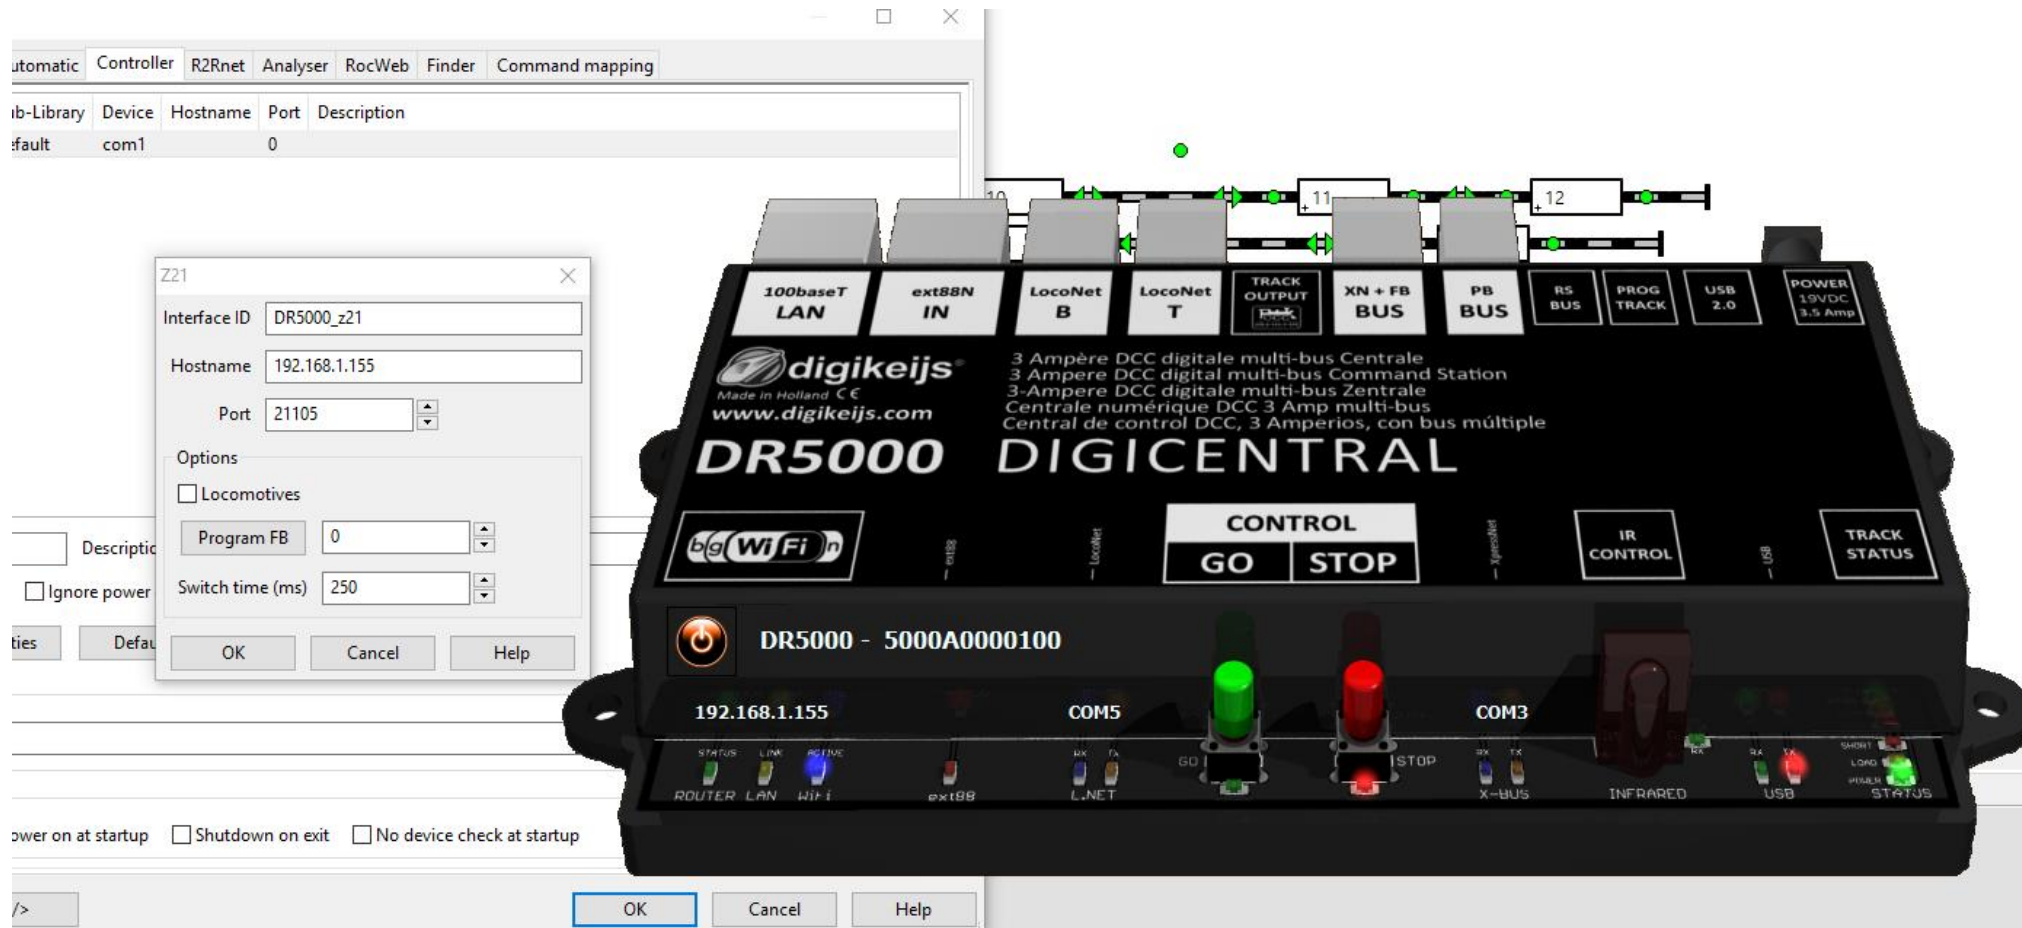 utomatic Controller R2Rnet Analyser RocWeb Finder Command mapping
ub-Library Device Hostname Port Description
efault com1 0
10 11 12
+ +
Z21
Interface ID DR5000_z21
Hostname 192.168.1.155
Port 21105
Options
Locomotives
Program FB 0
Switch time (ms) 250
OK Cancel Help
Descriptic
Ignore power
ties Defau
ower on at startup Shutdown on exit No device check at startup
/> OK Cancel Help
100baseT LAN
ext88N IN
LocoNet B
LocoNet T
TRACK OUTPUT
XN + FB BUS
PB BUS
RS BUS
PROG TRACK
USB 2.0
POWER 19VDC 3.5 Amp
digikeijs®
Made in Holland CE
www.digikeijs.com
3 Ampère DCC digitale multi-bus Centrale
3 Ampere DCC digital multi-bus Command Station
3-Ampere DCC digitale multi-bus Zentrale
Centrale numérique DCC 3 Amp multi-bus
Central de control DCC, 3 Amperios, con bus múltiple
DR5000 DIGICENTRAL
bg WiFi n
ext88
LocoNet
CONTROL
GO STOP
XpressNet
IR CONTROL
USB
TRACK STATUS
DR5000 - 5000A0000100
192.168.1.155 COM5 COM3
STATUS LINK ACTIVE RX TX GO STOP RX TX RX RX TX SHORT
LOAD
POWER
ROUTER LAN WiFi ext88 L.NET X-BUS INFRARED USB STATUS